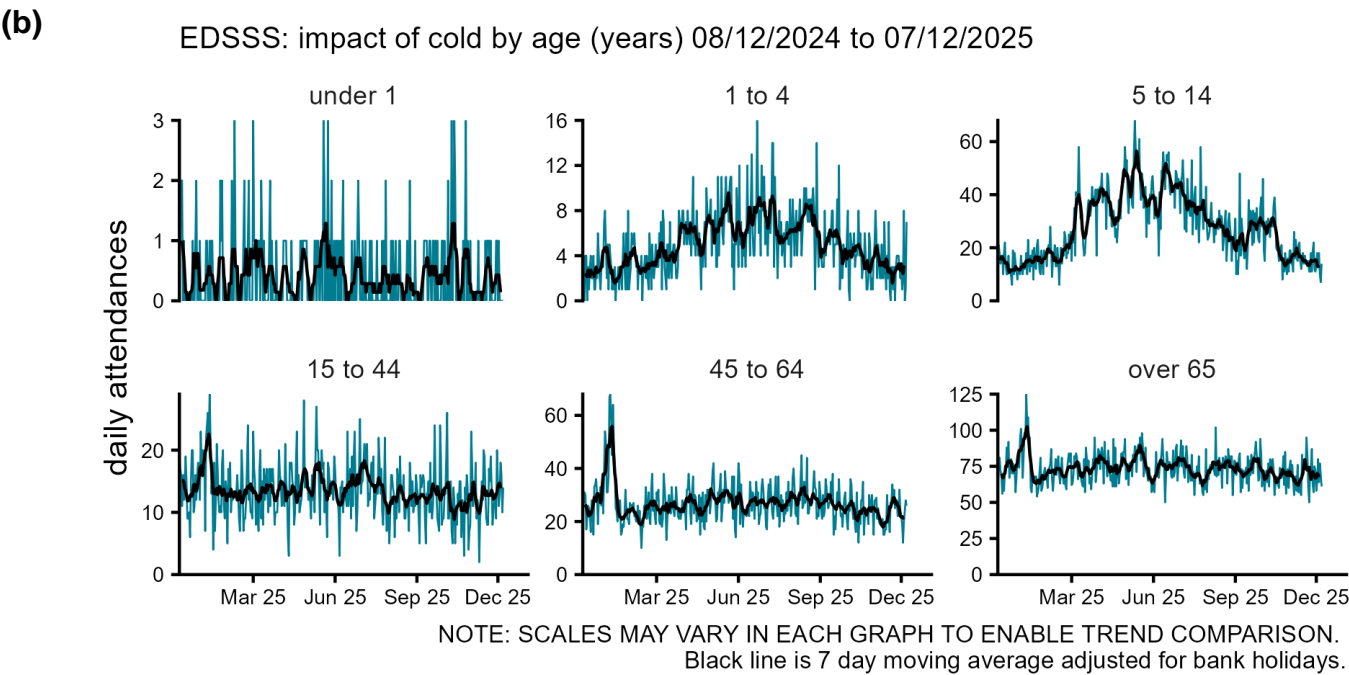 (b)
EDSSS: impact of cold by age (years) 08/12/2024 to 07/12/2025
daily attendances
under 1
3
2
1
0
1 to 4
16
12
8
4
0
5 to 14
60
40
20
0
15 to 44
20
10
0
Mar 25 Jun 25 Sep 25 Dec 25
45 to 64
60
40
20
0
Mar 25 Jun 25 Sep 25 Dec 25
over 65
125
100
75
50
25
0
Mar 25 Jun 25 Sep 25 Dec 25
NOTE: SCALES MAY VARY IN EACH GRAPH TO ENABLE TREND COMPARISON.
Black line is 7 day moving average adjusted for bank holidays.